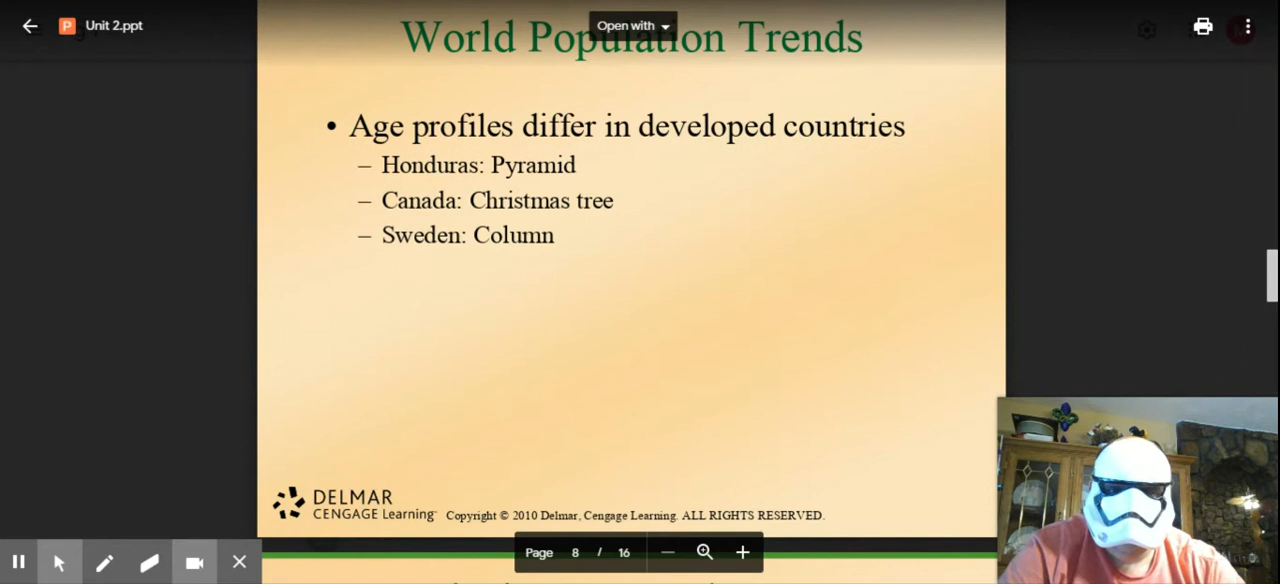 Unit 2.ppt
Open with
World Population Trends
• Age profiles differ in developed countries
– Honduras: Pyramid
– Canada: Christmas tree
– Sweden: Column
DELMAR
CENGAGE Learning
Copyright © 2010 Delmar, Cengage Learning. ALL RIGHTS RESERVED.
Page 8 / 16